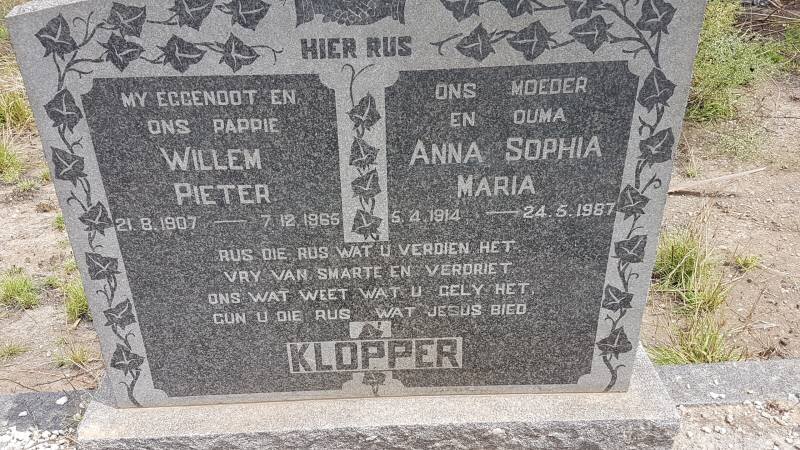 HIER RUS
MY EGGENOOT EN
ONS PAPPIE
WILLEM
PIETER
21.8.1907 — 7.12.1965
ONS MOEDER
EN OUMA
ANNA SOPHIA
MARIA
5.4.1914 — 24.5.1987
RUS DIE RUS WAT U VERDIEN HET
VRY VAN SMARTE EN VERDRIET
ONS WAT WEET WAT U GELY HET,
GUN U DIE RUS WAT JESUS BIED
KLOPPER